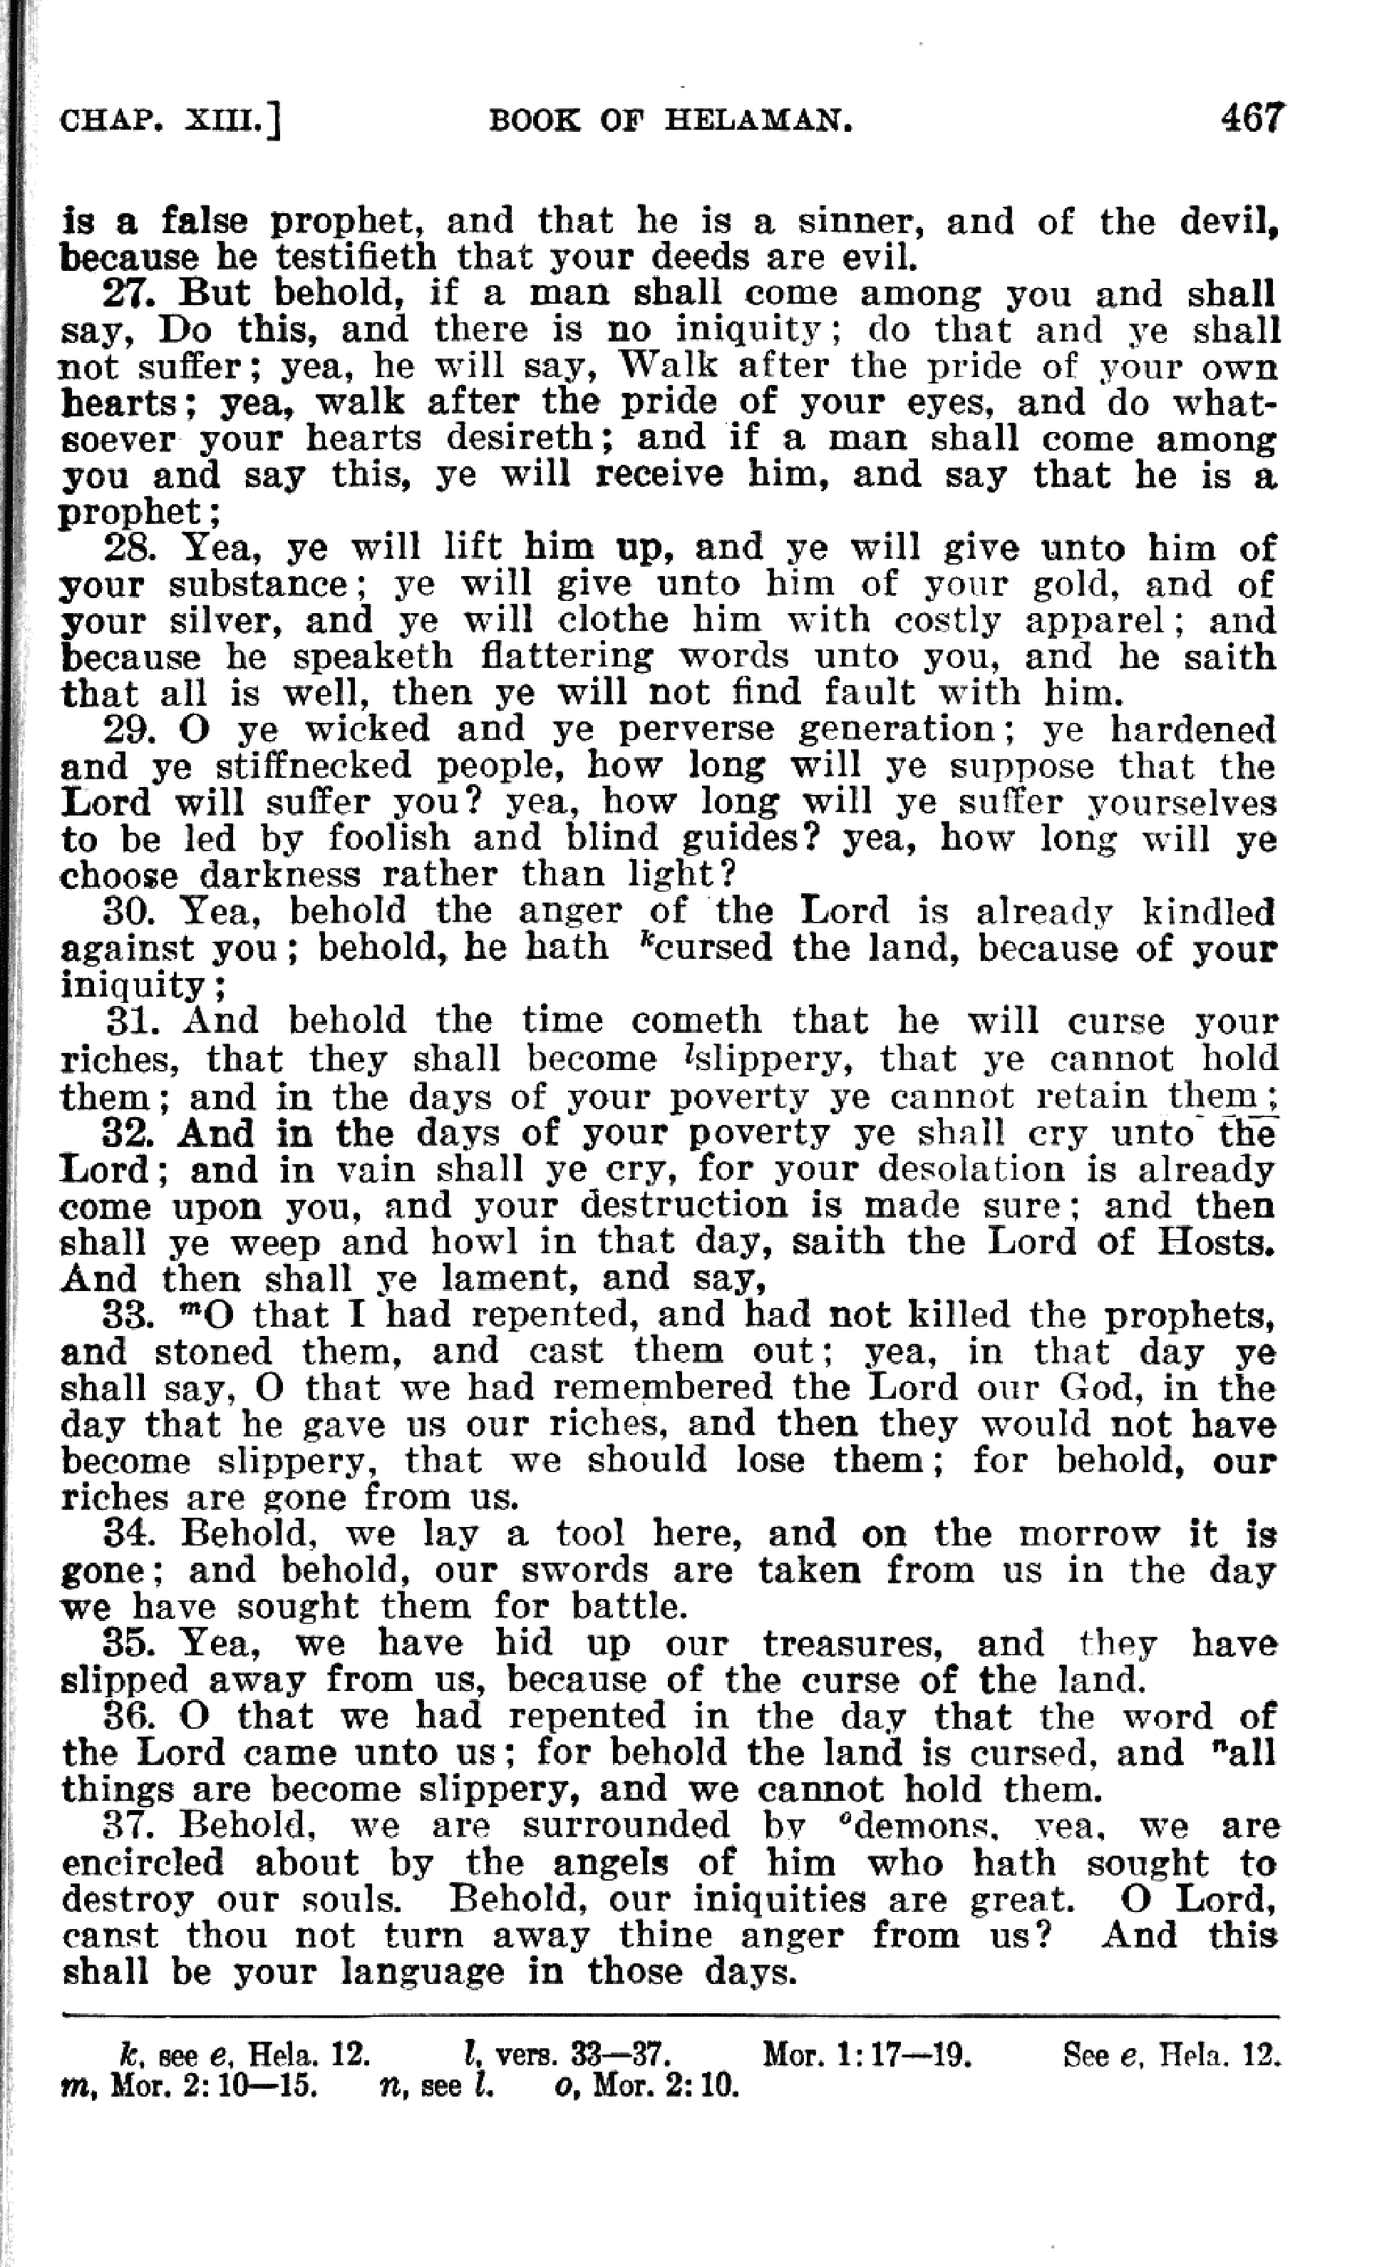 CHAP. XIII.] BOOK OF HELAMAN. 467
is a false prophet, and that he is a sinner, and of the devil,
because he testifieth that your deeds are evil.
27. But behold, if a man shall come among you and shall
say, Do this, and there is no iniquity; do that and ye shall
not suffer; yea, he will say, Walk after the pride of your own
hearts; yea, walk after the pride of your eyes, and do what-
soever your hearts desireth; and if a man shall come among
you and say this, ye will receive him, and say that he is a
prophet;
28. Yea, ye will lift him up, and ye will give unto him of
your substance; ye will give unto him of your gold, and of
your silver, and ye will clothe him with costly apparel; and
because he speaketh flattering words unto you, and he saith
that all is well, then ye will not find fault with him.
29. O ye wicked and ye perverse generation; ye hardened
and ye stiffnecked people, how long will ye suppose that the
Lord will suffer you? yea, how long will ye suffer yourselves
to be led by foolish and blind guides? yea, how long will ye
choose darkness rather than light?
30. Yea, behold the anger of the Lord is already kindled
against you; behold, he hath kcursed the land, because of your
iniquity;
31. And behold the time cometh that he will curse your
riches, that they shall become lslippery, that ye cannot hold
them; and in the days of your poverty ye cannot retain them;
32. And in the days of your poverty ye shall cry unto the
Lord; and in vain shall ye cry, for your desolation is already
come upon you, and your destruction is made sure; and then
shall ye weep and howl in that day, saith the Lord of Hosts.
And then shall ye lament, and say,
33. mO that I had repented, and had not killed the prophets,
and stoned them, and cast them out; yea, in that day ye
shall say, O that we had remembered the Lord our God, in the
day that he gave us our riches, and then they would not have
become slippery, that we should lose them; for behold, our
riches are gone from us.
34. Behold, we lay a tool here, and on the morrow it is
gone; and behold, our swords are taken from us in the day
we have sought them for battle.
35. Yea, we have hid up our treasures, and they have
slipped away from us, because of the curse of the land.
36. O that we had repented in the day that the word of
the Lord came unto us; for behold the land is cursed, and nall
things are become slippery, and we cannot hold them.
37. Behold, we are surrounded by odemons, yea, we are
encircled about by the angels of him who hath sought to
destroy our souls. Behold, our iniquities are great. O Lord,
canst thou not turn away thine anger from us? And this
shall be your language in those days.
k, see e, Hela. 12. l, vers. 33—37. Mor. 1:17—19. See e, Hela. 12.
m, Mor. 2:10—15. n, see l. o, Mor. 2:10.